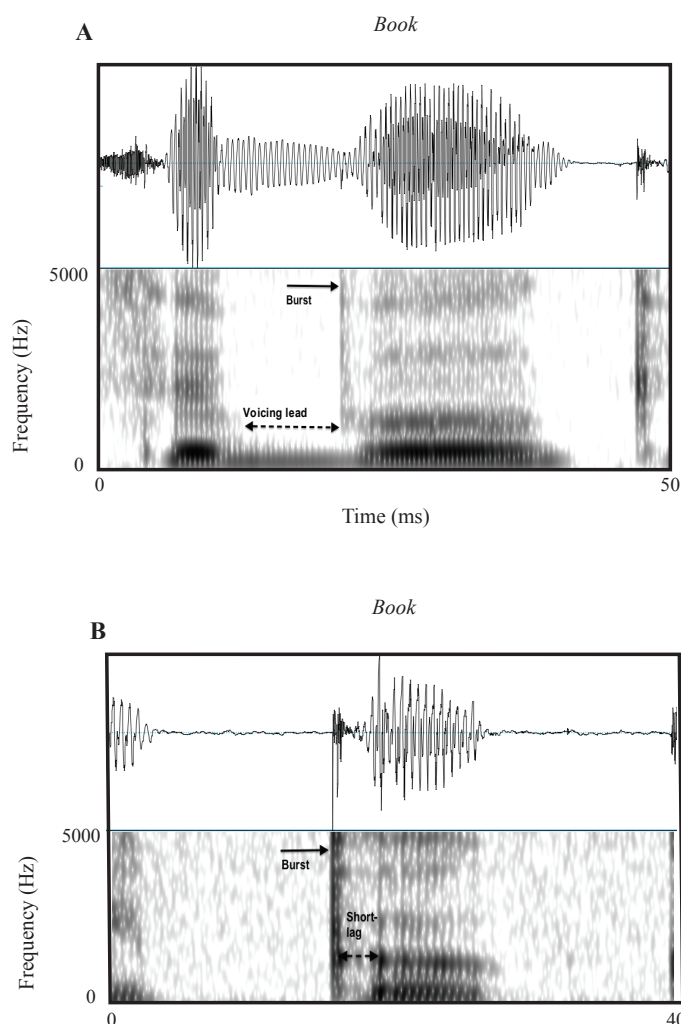 Book
A
5000
Burst
Frequency (Hz)
Voicing lead
0
0
50
Time (ms)
Book
B
5000
Burst
Frequency (Hz)
Short-
lag
0
0
40